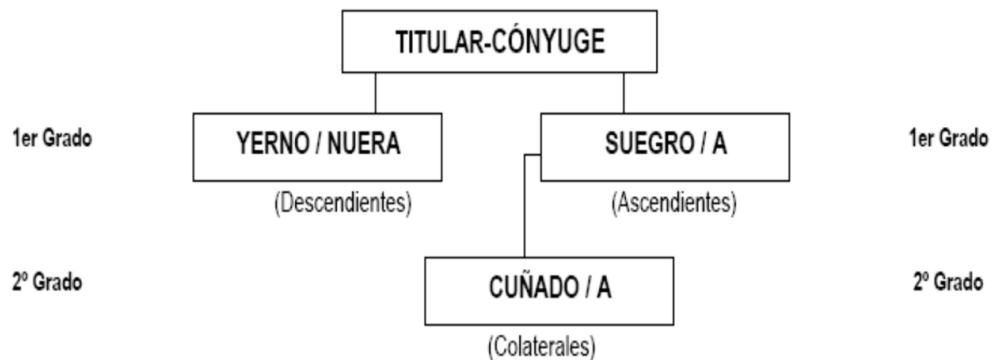 TITULAR-CÓNYUGE
1er Grado YERNO / NUERA SUEGRO / A 1er Grado
(Descendientes) (Ascendientes)
2º Grado CUÑADO / A 2º Grado
(Colaterales)